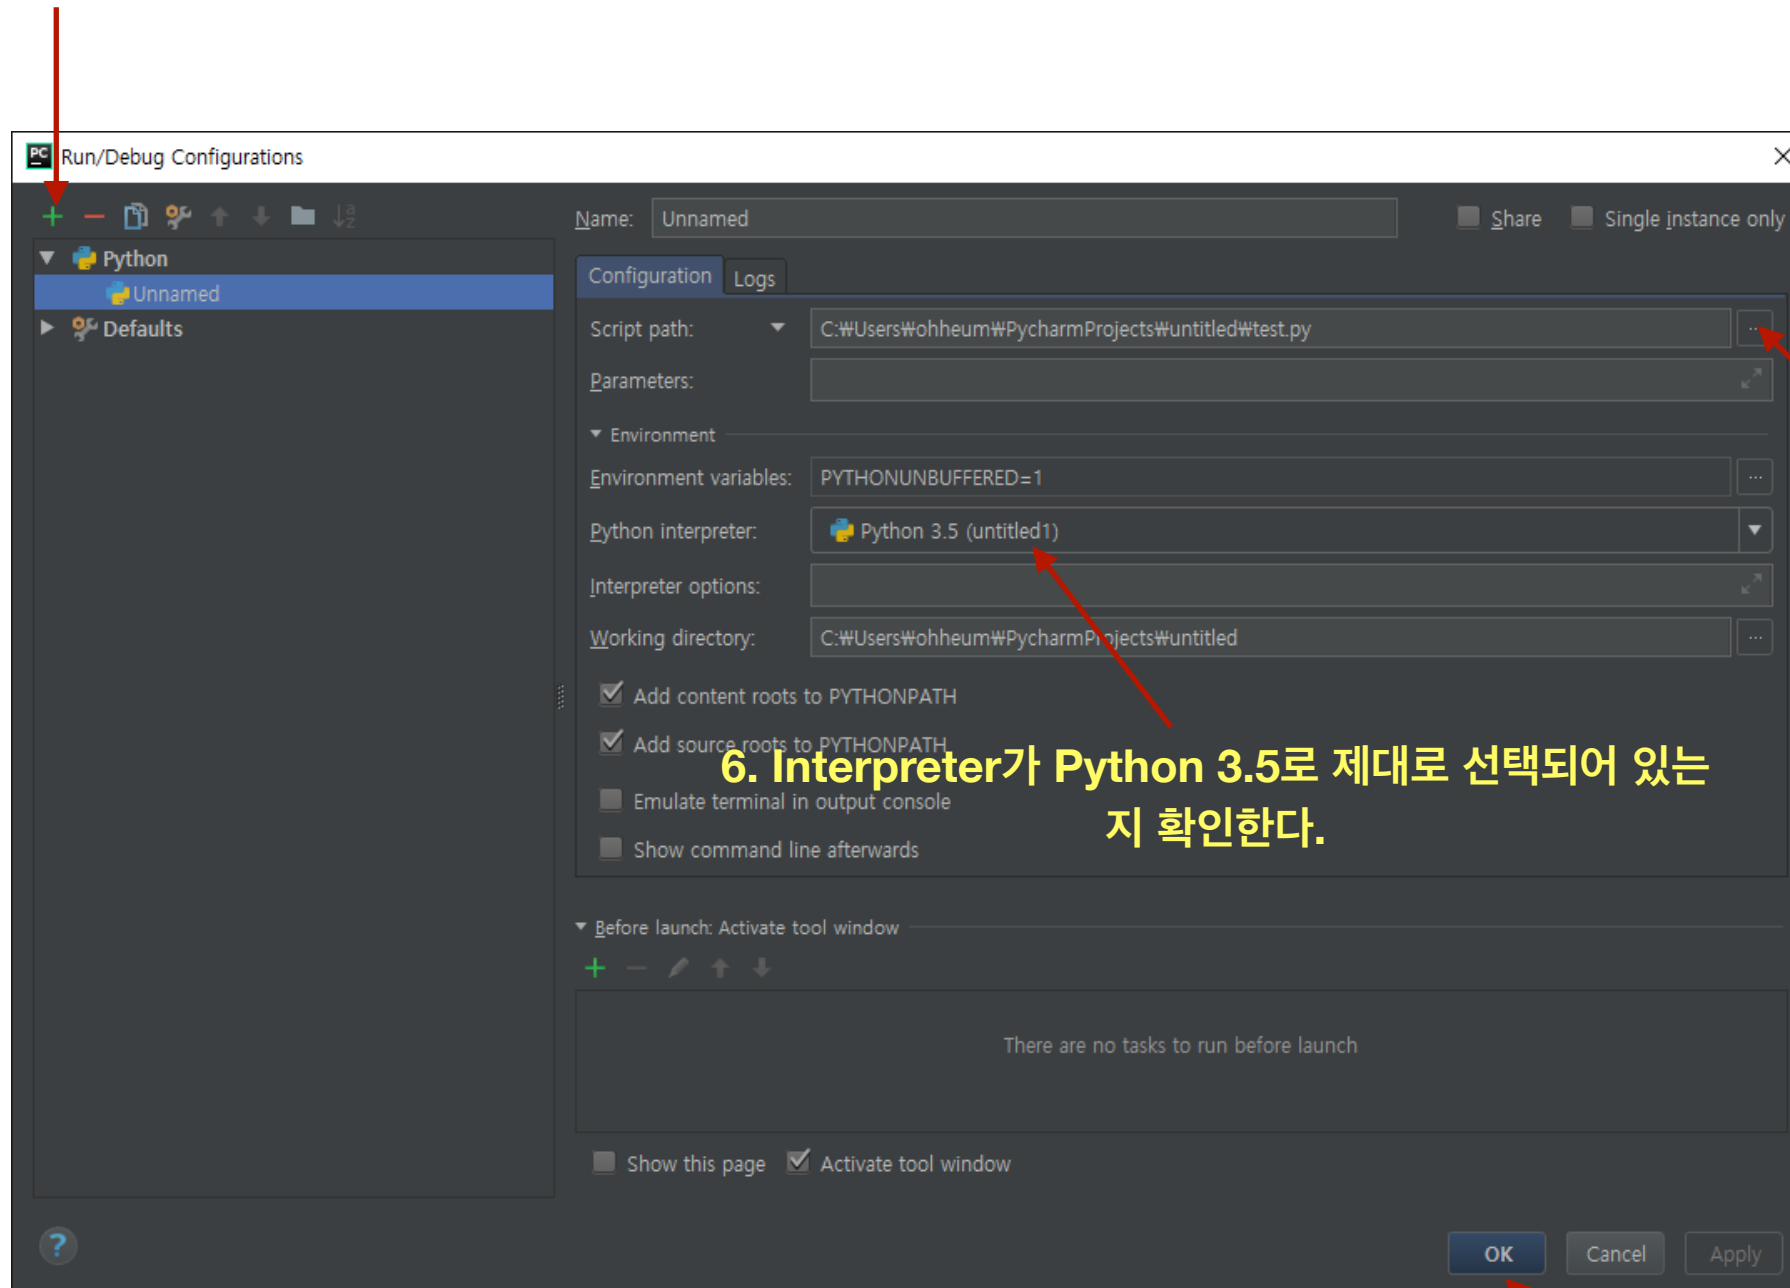 PC Run/Debug Configurations
Name: Unnamed Share Single instance only
Python
Unnamed
Defaults
Configuration Logs
Script path: C:₩Users₩ohheum₩PycharmProjects₩untitled₩test.py ...
Parameters:
Environment
Environment variables: PYTHONUNBUFFERED=1 ...
Python interpreter: Python 3.5 (untitled1)
Interpreter options:
Working directory: C:₩Users₩ohheum₩PycharmProjects₩untitled ...
Add content roots to PYTHONPATH
Add source roots to PYTHONPATH
6. Interpreter가 Python 3.5로 제대로 선택되어 있는
지 확인한다.
Emulate terminal in output console
Show command line afterwards
Before launch: Activate tool window
There are no tasks to run before launch
Show this page Activate tool window
? OK Cancel Apply